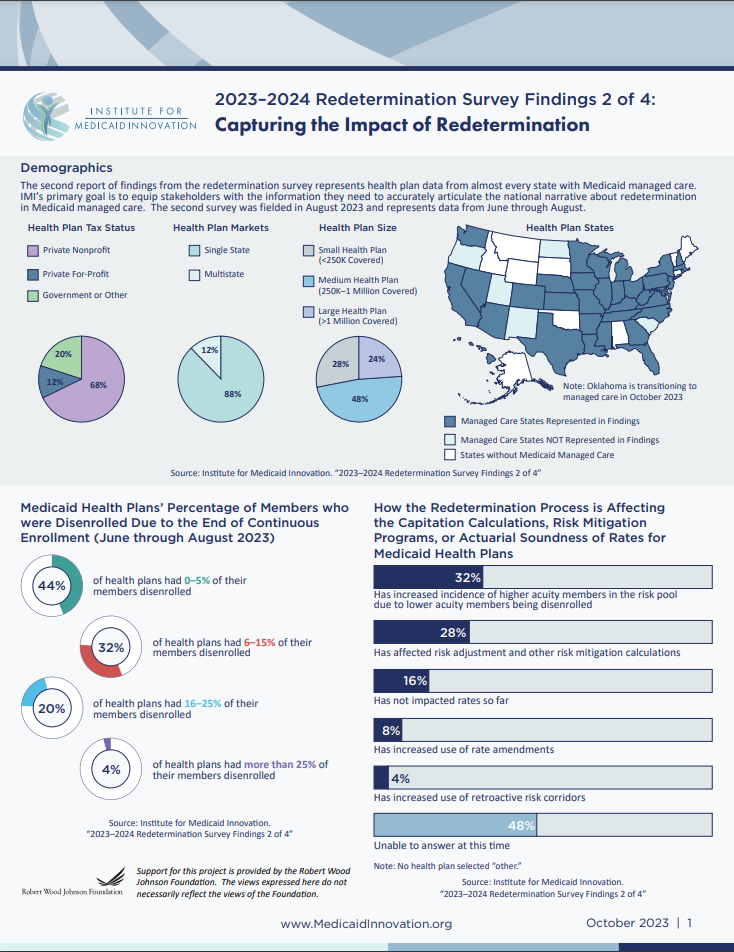 INSTITUTE FOR
MEDICAID INNOVATION
2023–2024 Redetermination Survey Findings 2 of 4:
Capturing the Impact of Redetermination
Demographics
The second report of findings from the redetermination survey represents health plan data from almost every state with Medicaid managed care.
IMI’s primary goal is to equip stakeholders with the information they need to accurately articulate the national narrative about redetermination
in Medicaid managed care.  The second survey was fielded in August 2023 and represents data from June through August.
Health Plan Tax Status
Private Nonprofit
Private For-Profit
Government or Other
20%
12%
68%
Health Plan Markets
Single State
Multistate
12%
88%
Health Plan Size
Small Health Plan
(<250K Covered)
Medium Health Plan
(250K–1 Million Covered)
Large Health Plan
(>1 Million Covered)
28%
24%
48%
Health Plan States
Note: Oklahoma is transitioning to
managed care in October 2023
Managed Care States Represented in Findings
Managed Care States NOT Represented in Findings
States without Medicaid Managed Care
Source: Institute for Medicaid Innovation. “2023–2024 Redetermination Survey Findings 2 of 4”
Medicaid Health Plans’ Percentage of Members who
were Disenrolled Due to the End of Continuous
Enrollment (June through August 2023)
44%
of health plans had 0–5% of their
members disenrolled
32%
of health plans had 6–15% of their
members disenrolled
20%
of health plans had 16–25% of their
members disenrolled
4%
of health plans had more than 25% of
their members disenrolled
Source: Institute for Medicaid Innovation.
“2023–2024 Redetermination Survey Findings 2 of 4”
How the Redetermination Process is Affecting
the Capitation Calculations, Risk Mitigation
Programs, or Actuarial Soundness of Rates for
Medicaid Health Plans
32%
Has increased incidence of higher acuity members in the risk pool
due to lower acuity members being disenrolled
28%
Has affected risk adjustment and other risk mitigation calculations
16%
Has not impacted rates so far
8%
Has increased use of rate amendments
4%
Has increased use of retroactive risk corridors
48%
Unable to answer at this time
Note: No health plan selected “other.”
Source: Institute for Medicaid Innovation.
“2023–2024 Redetermination Survey Findings 2 of 4”
Robert Wood Johnson Foundation
Support for this project is provided by the Robert Wood
Johnson Foundation.  The views expressed here do not
necessarily reflect the views of the Foundation.
www.MedicaidInnovation.org
October 2023 | 1